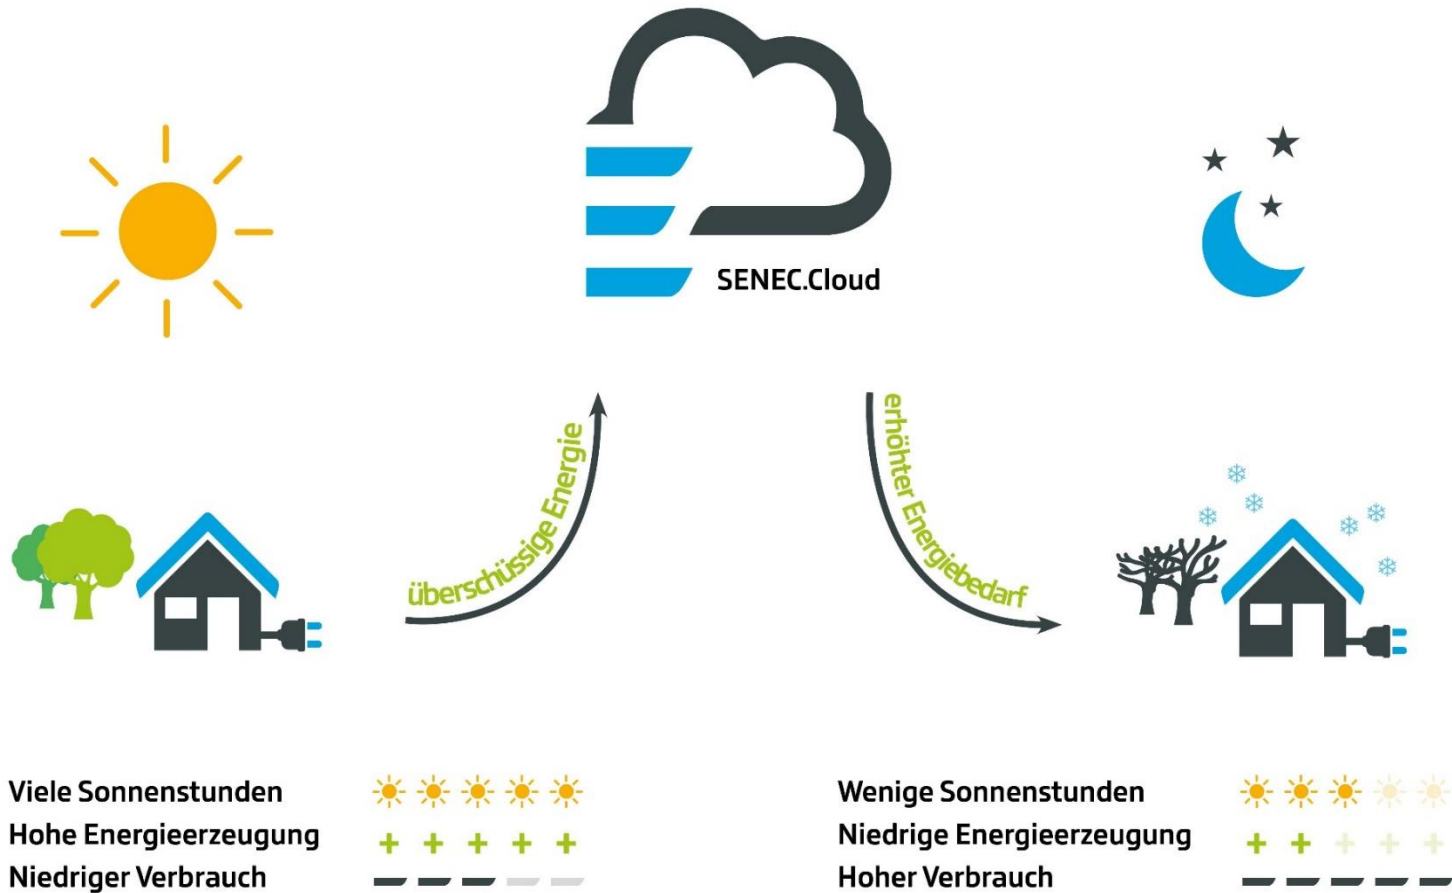 SENEC.Cloud
überschüssige Energie
erhöhter Energiebedarf
Viele Sonnenstunden
Hohe Energieerzeugung
Niedriger Verbrauch
Wenige Sonnenstunden
Niedrige Energieerzeugung
Hoher Verbrauch